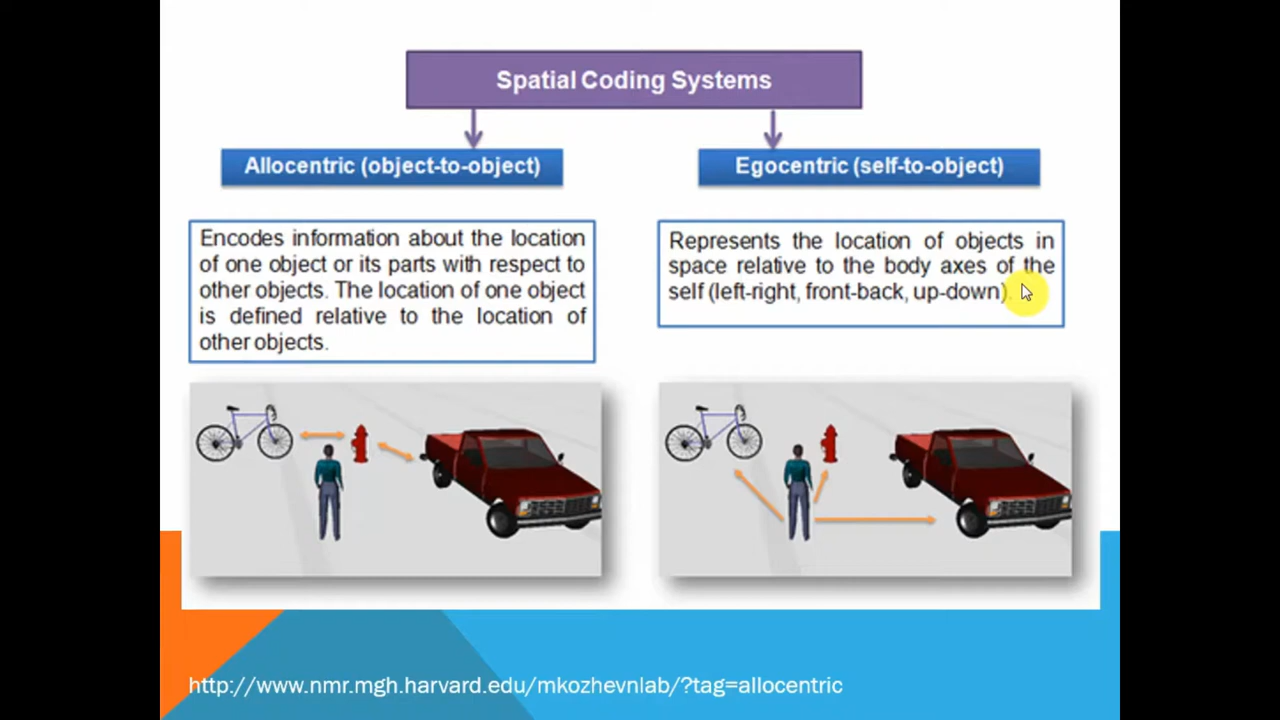 Spatial Coding Systems
Allocentric (object-to-object)
Encodes information about the location
of one object or its parts with respect to
other objects. The location of one object
is defined relative to the location of
other objects.
Egocentric (self-to-object)
Represents the location of objects in
space relative to the body axes of the
self (left-right, front-back, up-down).
http://www.nmr.mgh.harvard.edu/mkozhevnlab/?tag=allocentric